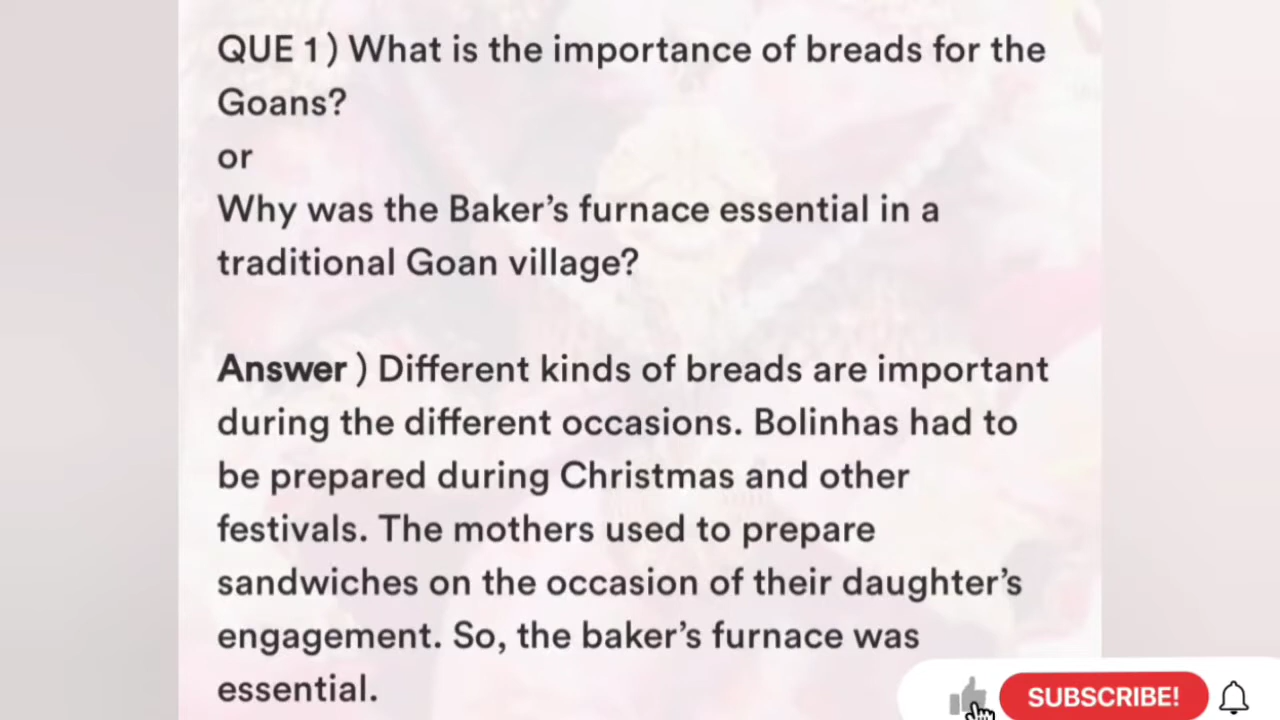 QUE 1 ) What is the importance of breads for the
Goans?
or
Why was the Baker’s furnace essential in a
traditional Goan village?
Answer ) Different kinds of breads are important
during the different occasions. Bolinhas had to
be prepared during Christmas and other
festivals. The mothers used to prepare
sandwiches on the occasion of their daughter’s
engagement. So, the baker’s furnace was
essential.
SUBSCRIBE!